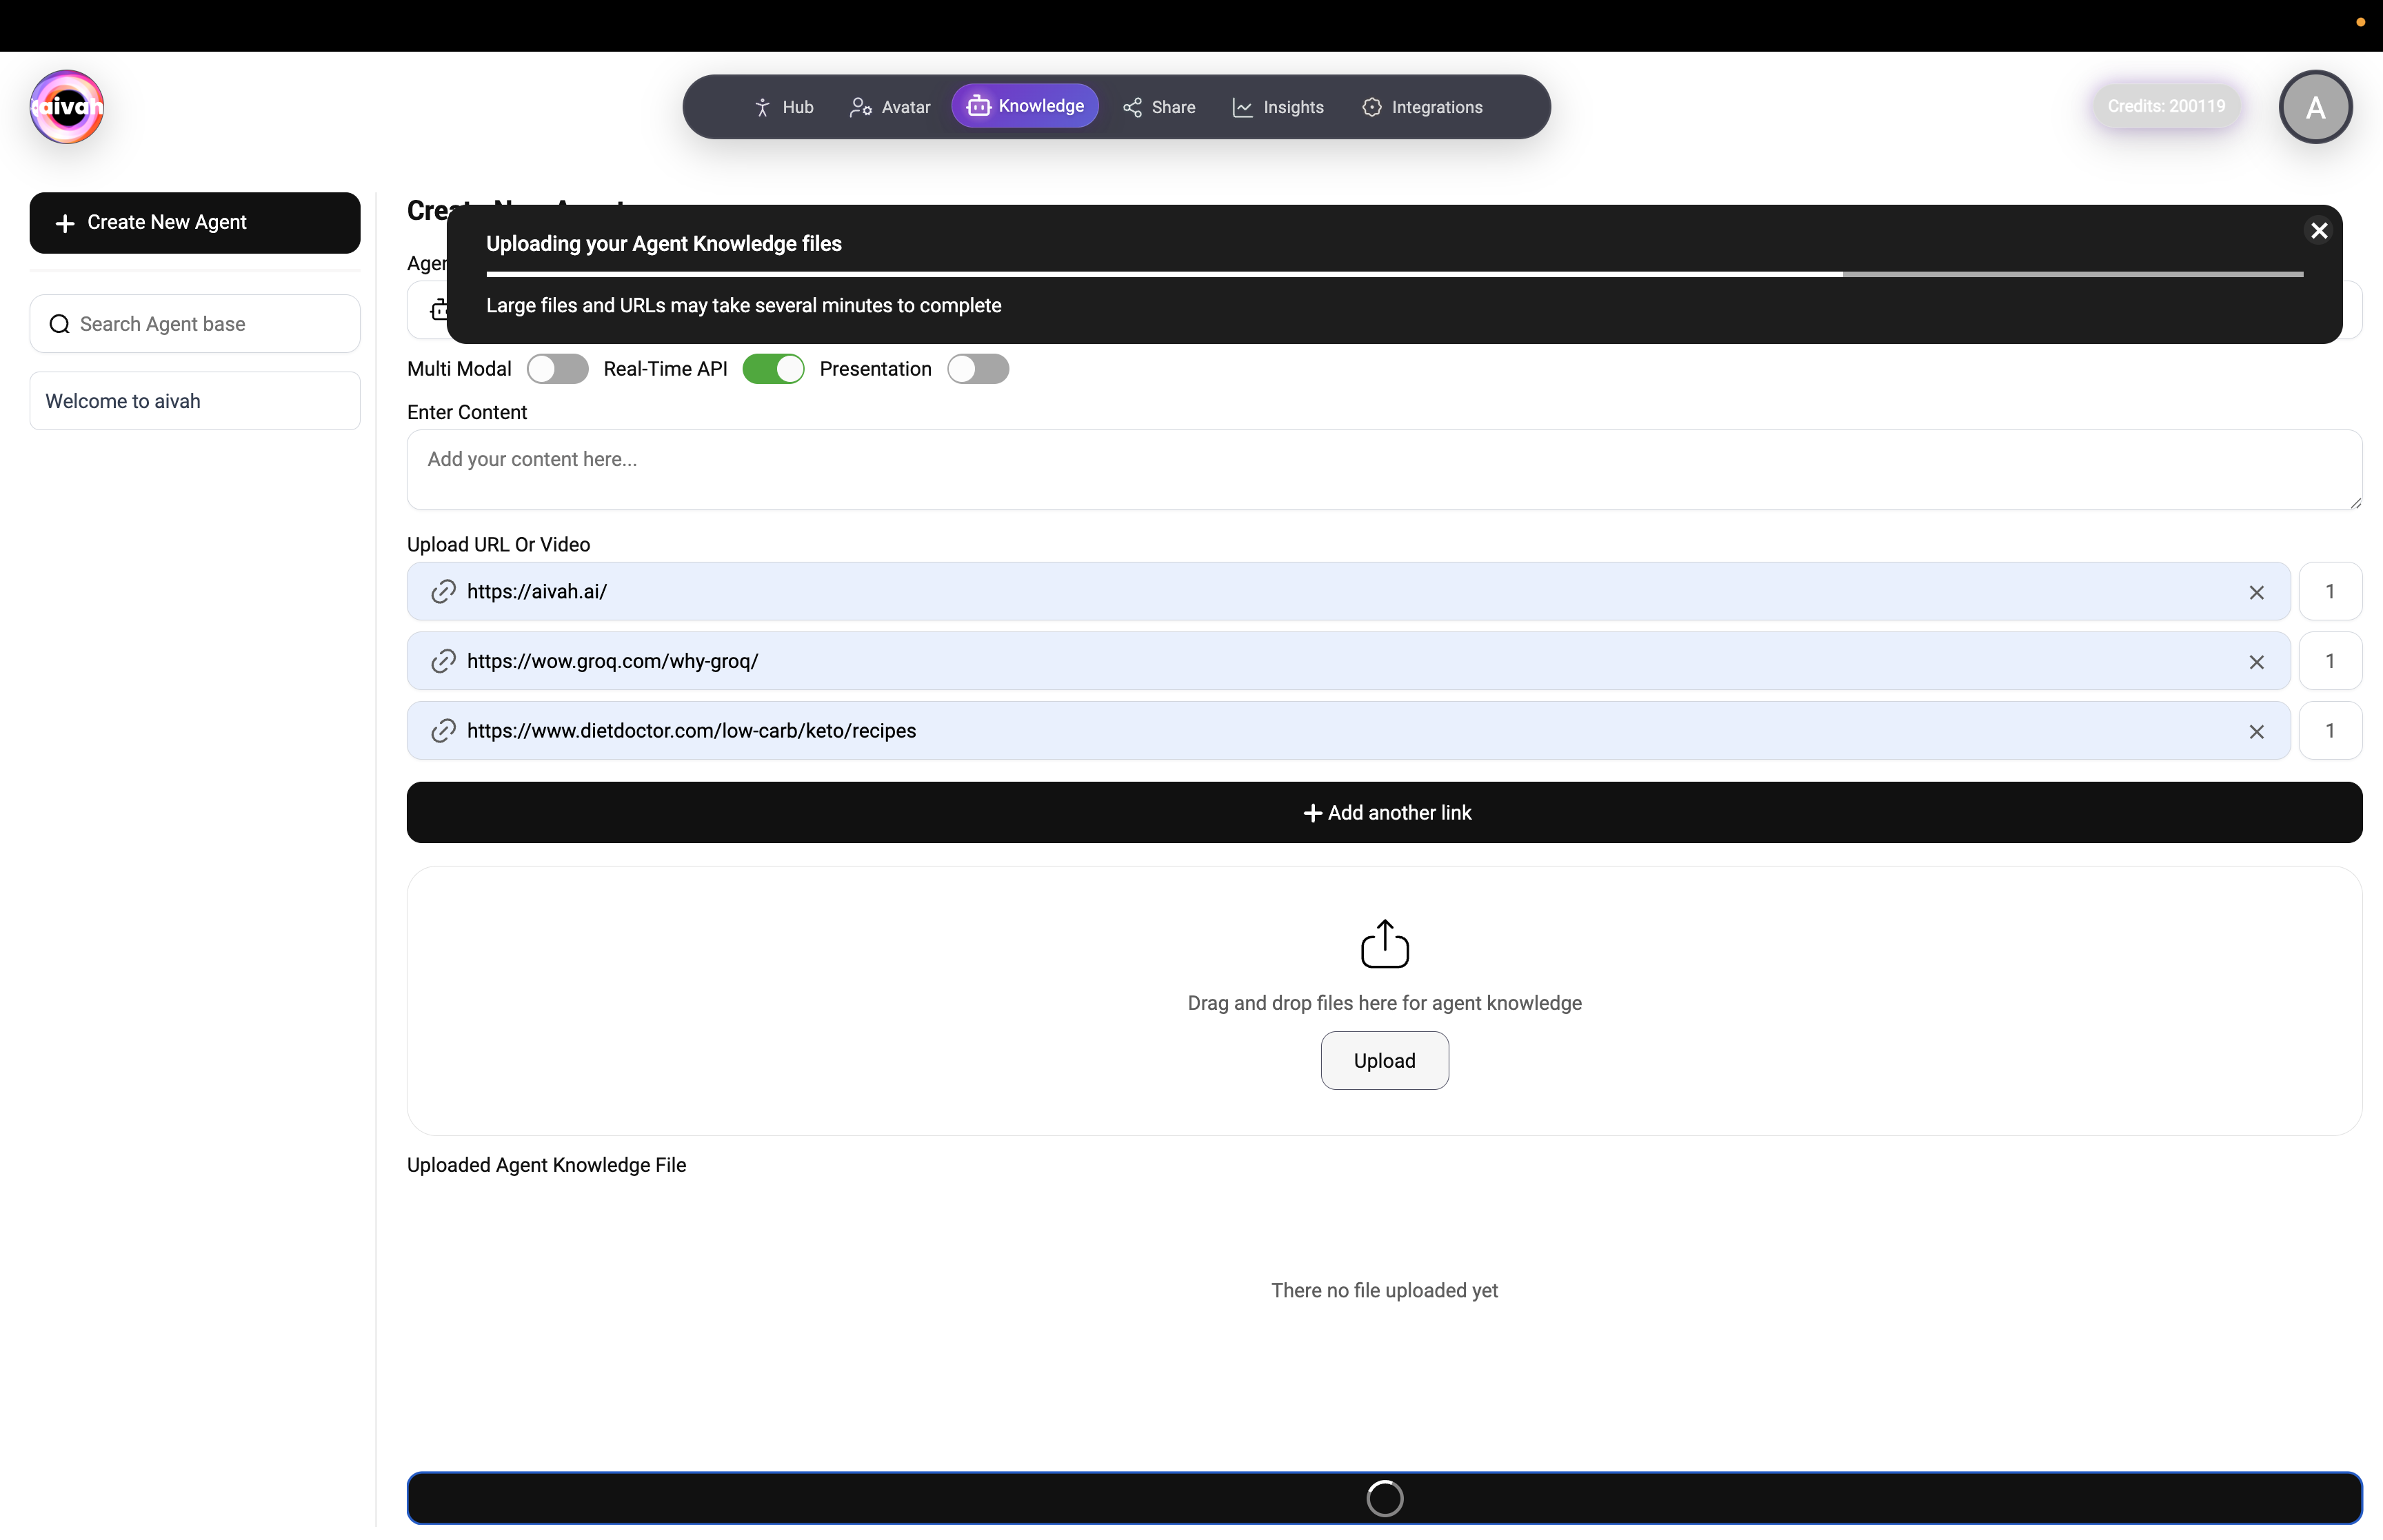 aivah
Hub
Avatar
Knowledge
Share
Insights
Integrations
Credits: 200119
A
Create New Agent
Search Agent base
Welcome to aivah
Uploading your Agent Knowledge files
Large files and URLs may take several minutes to complete
Multi Modal
Real-Time API
Presentation
Enter Content
Add your content here...
Upload URL Or Video
https://aivah.ai/
1
https://wow.groq.com/why-groq/
1
https://www.dietdoctor.com/low-carb/keto/recipes
1
Add another link
Drag and drop files here for agent knowledge
Upload
Uploaded Agent Knowledge File
There no file uploaded yet